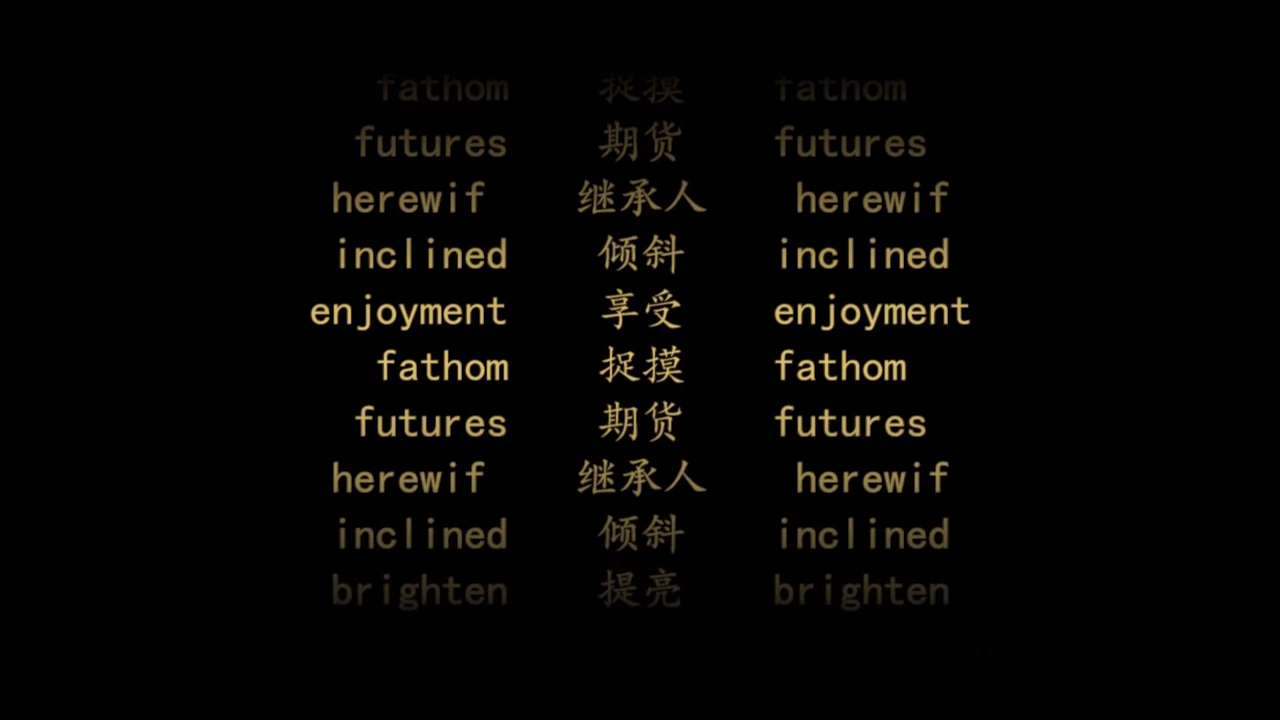 fathom 捉摸 fathom
futures 期货 futures
herewif 继承人 herewif
inclined 倾斜 inclined
enjoyment 享受 enjoyment
fathom 捉摸 fathom
futures 期货 futures
herewif 继承人 herewif
inclined 倾斜 inclined
brighten 提亮 brighten